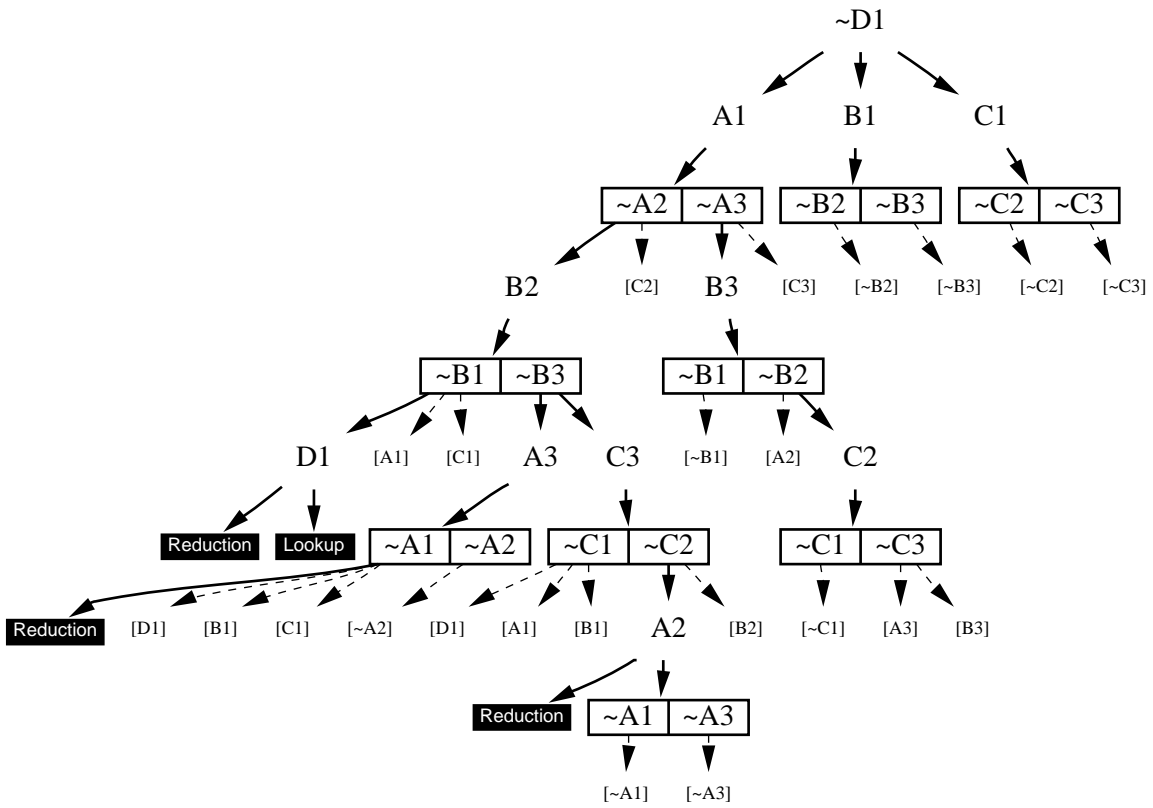 ~D1
A1 B1 C1
~A2 ~A3 ~B2 ~B3 ~C2 ~C3
B2 [C2] B3 [C3] [~B2] [~B3] [~C2] [~C3]
~B1 ~B3 ~B1 ~B2
D1 [A1] [C1] A3 C3 [~B1] [A2] C2
Reduction Lookup ~A1 ~A2 ~C1 ~C2 ~C1 ~C3
Reduction [D1] [B1] [C1] [~A2] [D1] [A1] [B1] A2 [B2] [~C1] [A3] [B3]
Reduction ~A1 ~A3
[~A1] [~A3]